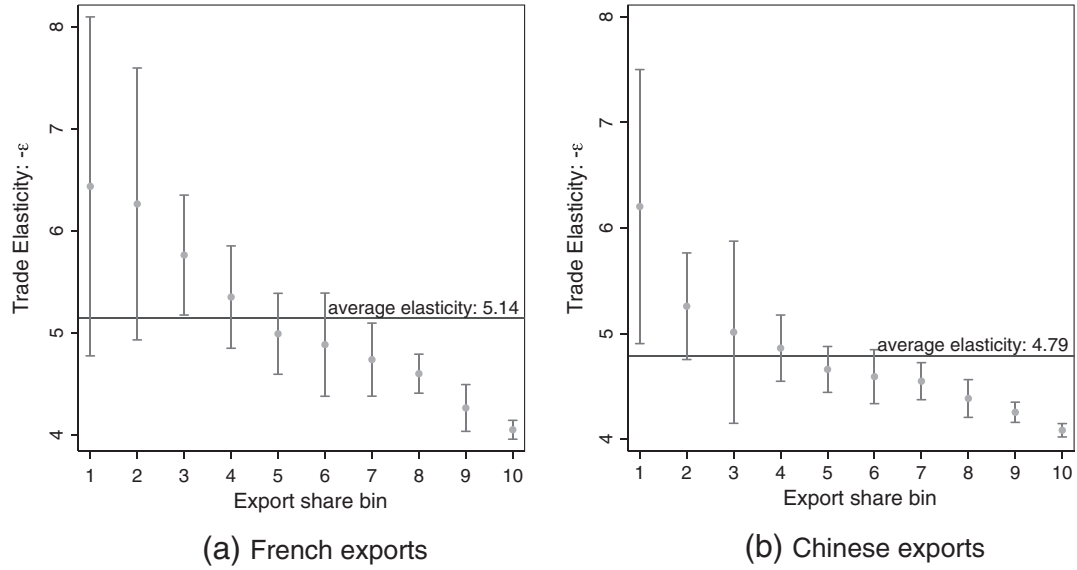 8
7
6
5
4
Trade Elasticity: -ε
average elasticity: 5.14
1 2 3 4 5 6 7 8 9 10
Export share bin
(a) French exports
8
7
6
5
4
Trade Elasticity: -ε
average elasticity: 4.79
1 2 3 4 5 6 7 8 9 10
Export share bin
(b) Chinese exports